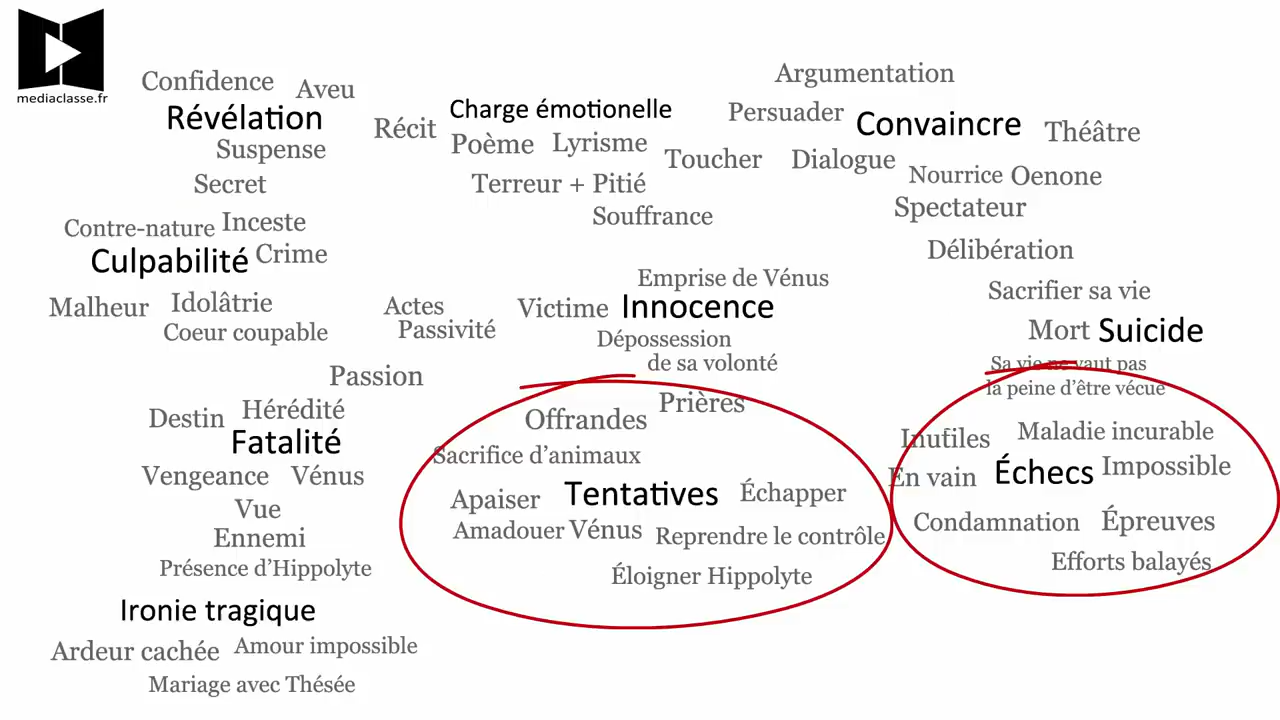 mediaclasse.fr
Confidence
Aveu
Révélation
Suspense
Secret
Récit
Charge émotionelle
Poème Lyrisme
Terreur + Pitié
Toucher
Souffrance
Argumentation
Persuader
Convaincre
Théâtre
Dialogue
Nourrice Oenone
Spectateur
Délibération
Contre-nature Inceste
Culpabilité Crime
Malheur Idolâtrie
Coeur coupable
Actes
Passivité
Emprise de Vénus
Victime Innocence
Dépossession
de sa volonté
Sacrifier sa vie
Mort Suicide
Sa vie ne vaut pas
la peine d'être vécue
Passion
Destin Hérédité
Fatalité
Vengeance Vénus
Vue
Ennemi
Présence d'Hippolyte
Offrandes Prières
Sacrifice d'animaux
Apaiser Tentatives Échapper
Amadouer Vénus Reprendre le contrôle
Éloigner Hippolyte
Inutiles Maladie incurable
En vain Échecs Impossible
Condamnation Épreuves
Efforts balayés
Ironie tragique
Ardeur cachée Amour impossible
Mariage avec Thésée